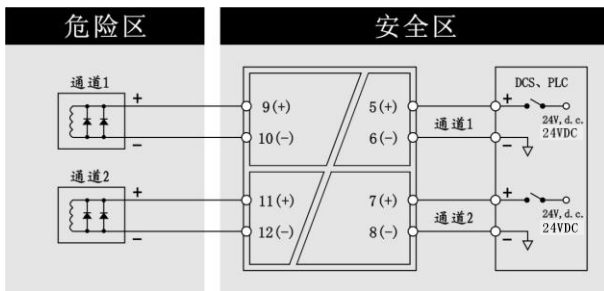 危险区
安全区
通道1
+
−
9(+)
10(−)
5(+)
6(−)
通道1
DCS、PLC
+
−
24V, d. c.
24VDC
通道2
+
−
11(+)
12(−)
7(+)
8(−)
通道2
+
−
24V, d. c.
24VDC